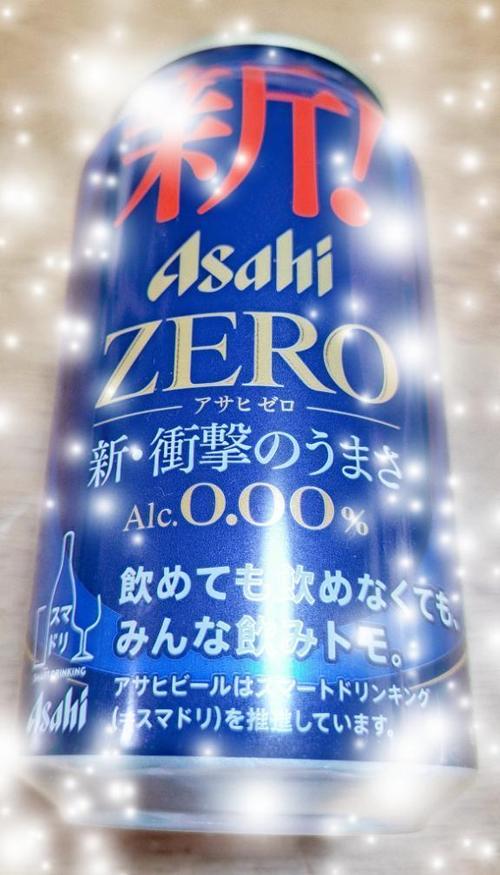 新!
Asahi
ZERO
アサヒゼロ
新・衝撃のうまさ
Alc.0.00%
飲めても飲めなくても、
みんな飲みトモ。
スマ
ドリ
SMART DRINKING
Asahi
アサヒビールはスマートドリンキング
(=スマドリ)を推進しています。